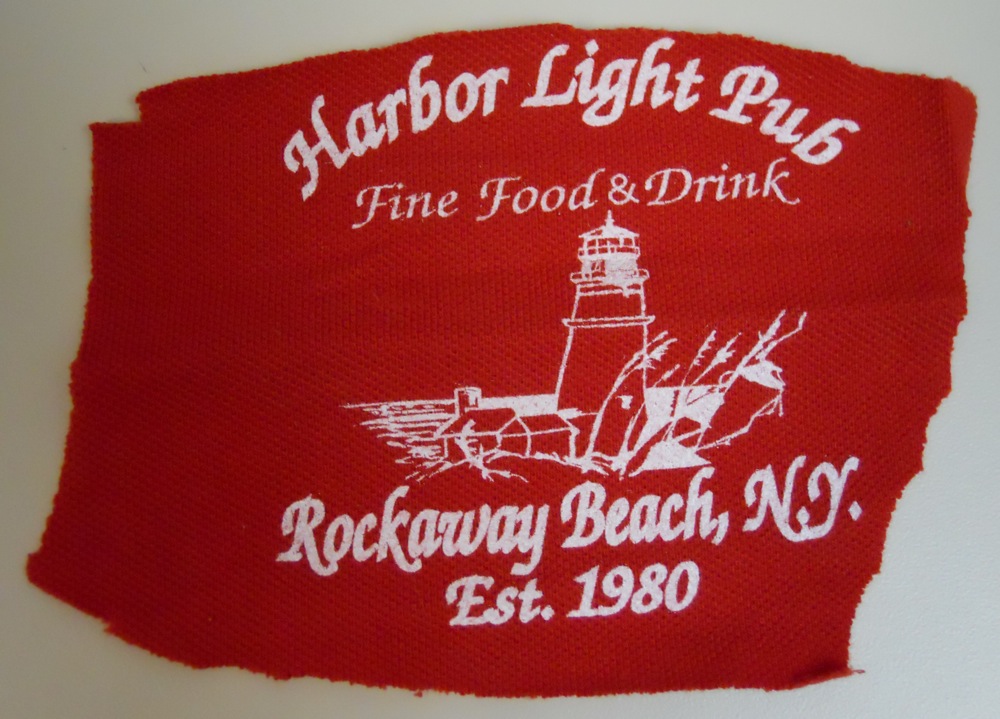 Harbor Light Pub
Fine Food & Drink
Rockaway Beach, N.Y.
Est. 1980